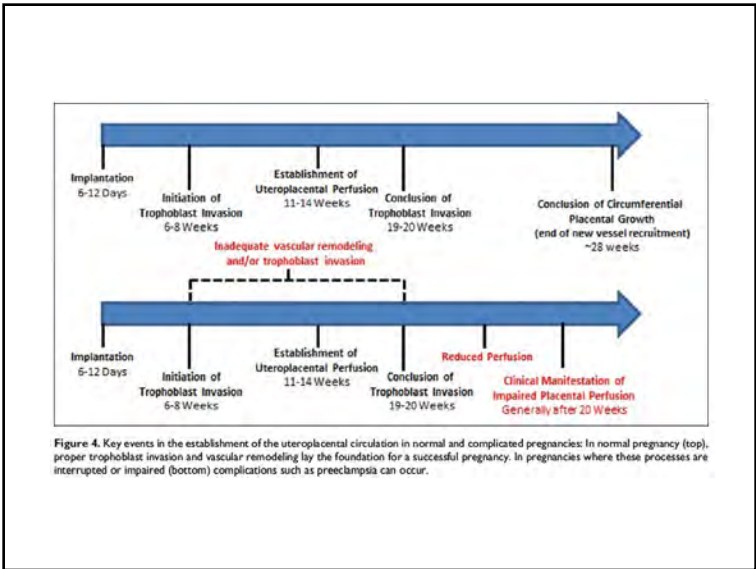 Implantation
6-12 Days
Initiation of
Trophoblast Invasion
6-8 Weeks
Establishment of
Uteroplacental Perfusion
11-14 Weeks
Conclusion of
Trophoblast Invasion
19-20 Weeks
Conclusion of Circumferential
Placental Growth
(end of new vessel recruitment)
~28 weeks
Inadequate vascular remodeling
and/or trophoblast invasion
Implantation
6-12 Days
Initiation of
Trophoblast Invasion
6-8 Weeks
Establishment of
Uteroplacental Perfusion
11-14 Weeks
Conclusion of
Trophoblast Invasion
19-20 Weeks
Reduced Perfusion
Clinical Manifestation of
Impaired Placental Perfusion
Generally after 20 Weeks
Figure 4. Key events in the establishment of the uteroplacental circulation in normal and complicated pregnancies: In normal pregnancy (top),
proper trophoblast invasion and vascular remodeling lay the foundation for a successful pregnancy. In pregnancies where these processes are
interrupted or impaired (bottom) complications such as preeclampsia can occur.